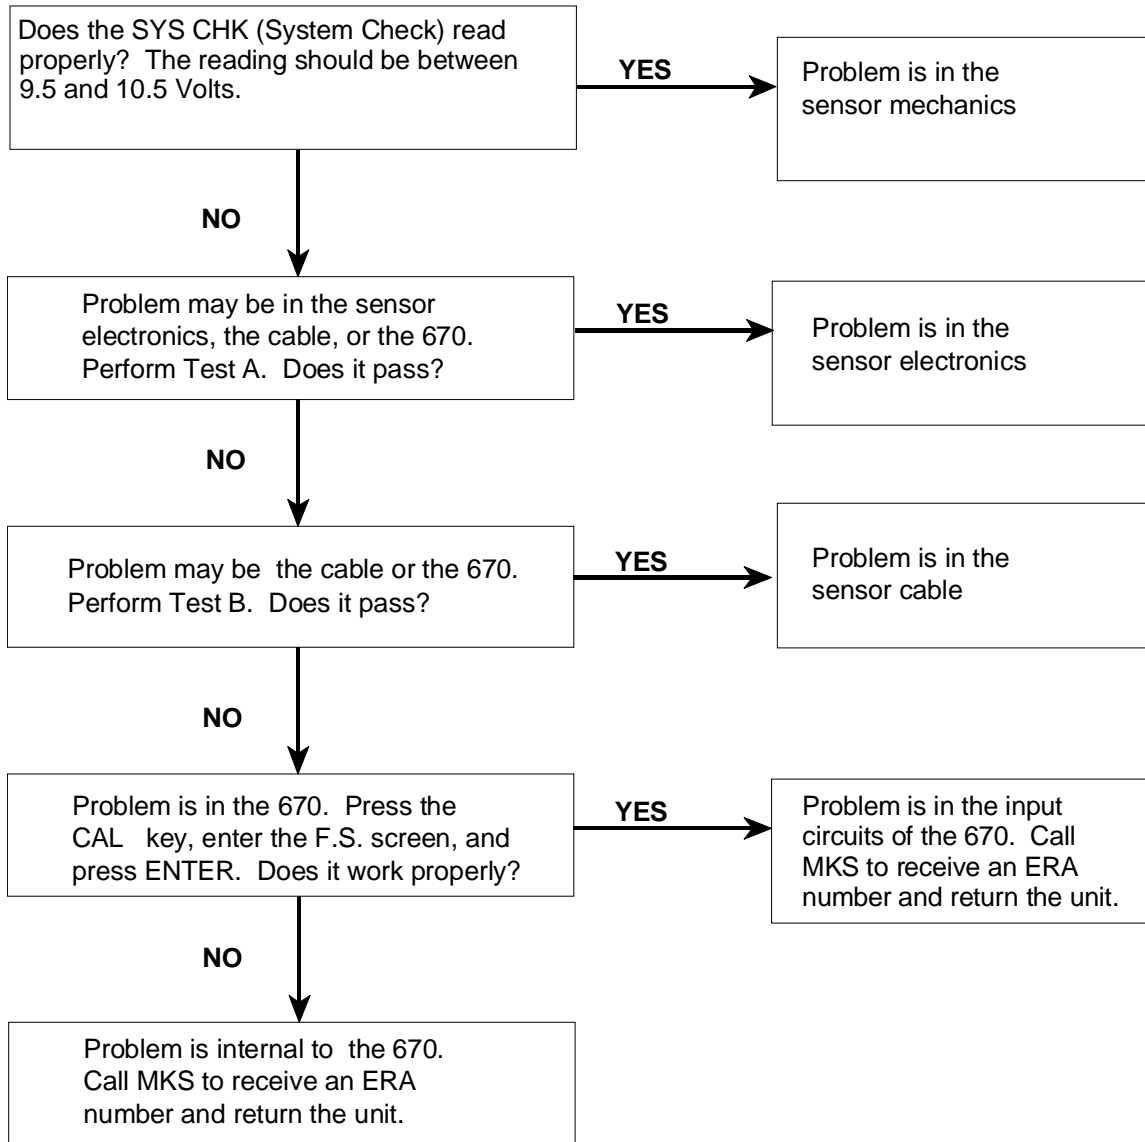 Does the SYS CHK (System Check) read
properly? The reading should be between
9.5 and 10.5 Volts.
YES
Problem is in the
sensor mechanics
NO
Problem may be in the sensor
electronics, the cable, or the 670.
Perform Test A. Does it pass?
YES
Problem is in the
sensor electronics
NO
Problem may be the cable or the 670.
Perform Test B. Does it pass?
YES
Problem is in the
sensor cable
NO
Problem is in the 670. Press the
CAL key, enter the F.S. screen, and
press ENTER. Does it work properly?
YES
Problem is in the input
circuits of the 670. Call
MKS to receive an ERA
number and return the unit.
NO
Problem is internal to the 670.
Call MKS to receive an ERA
number and return the unit.